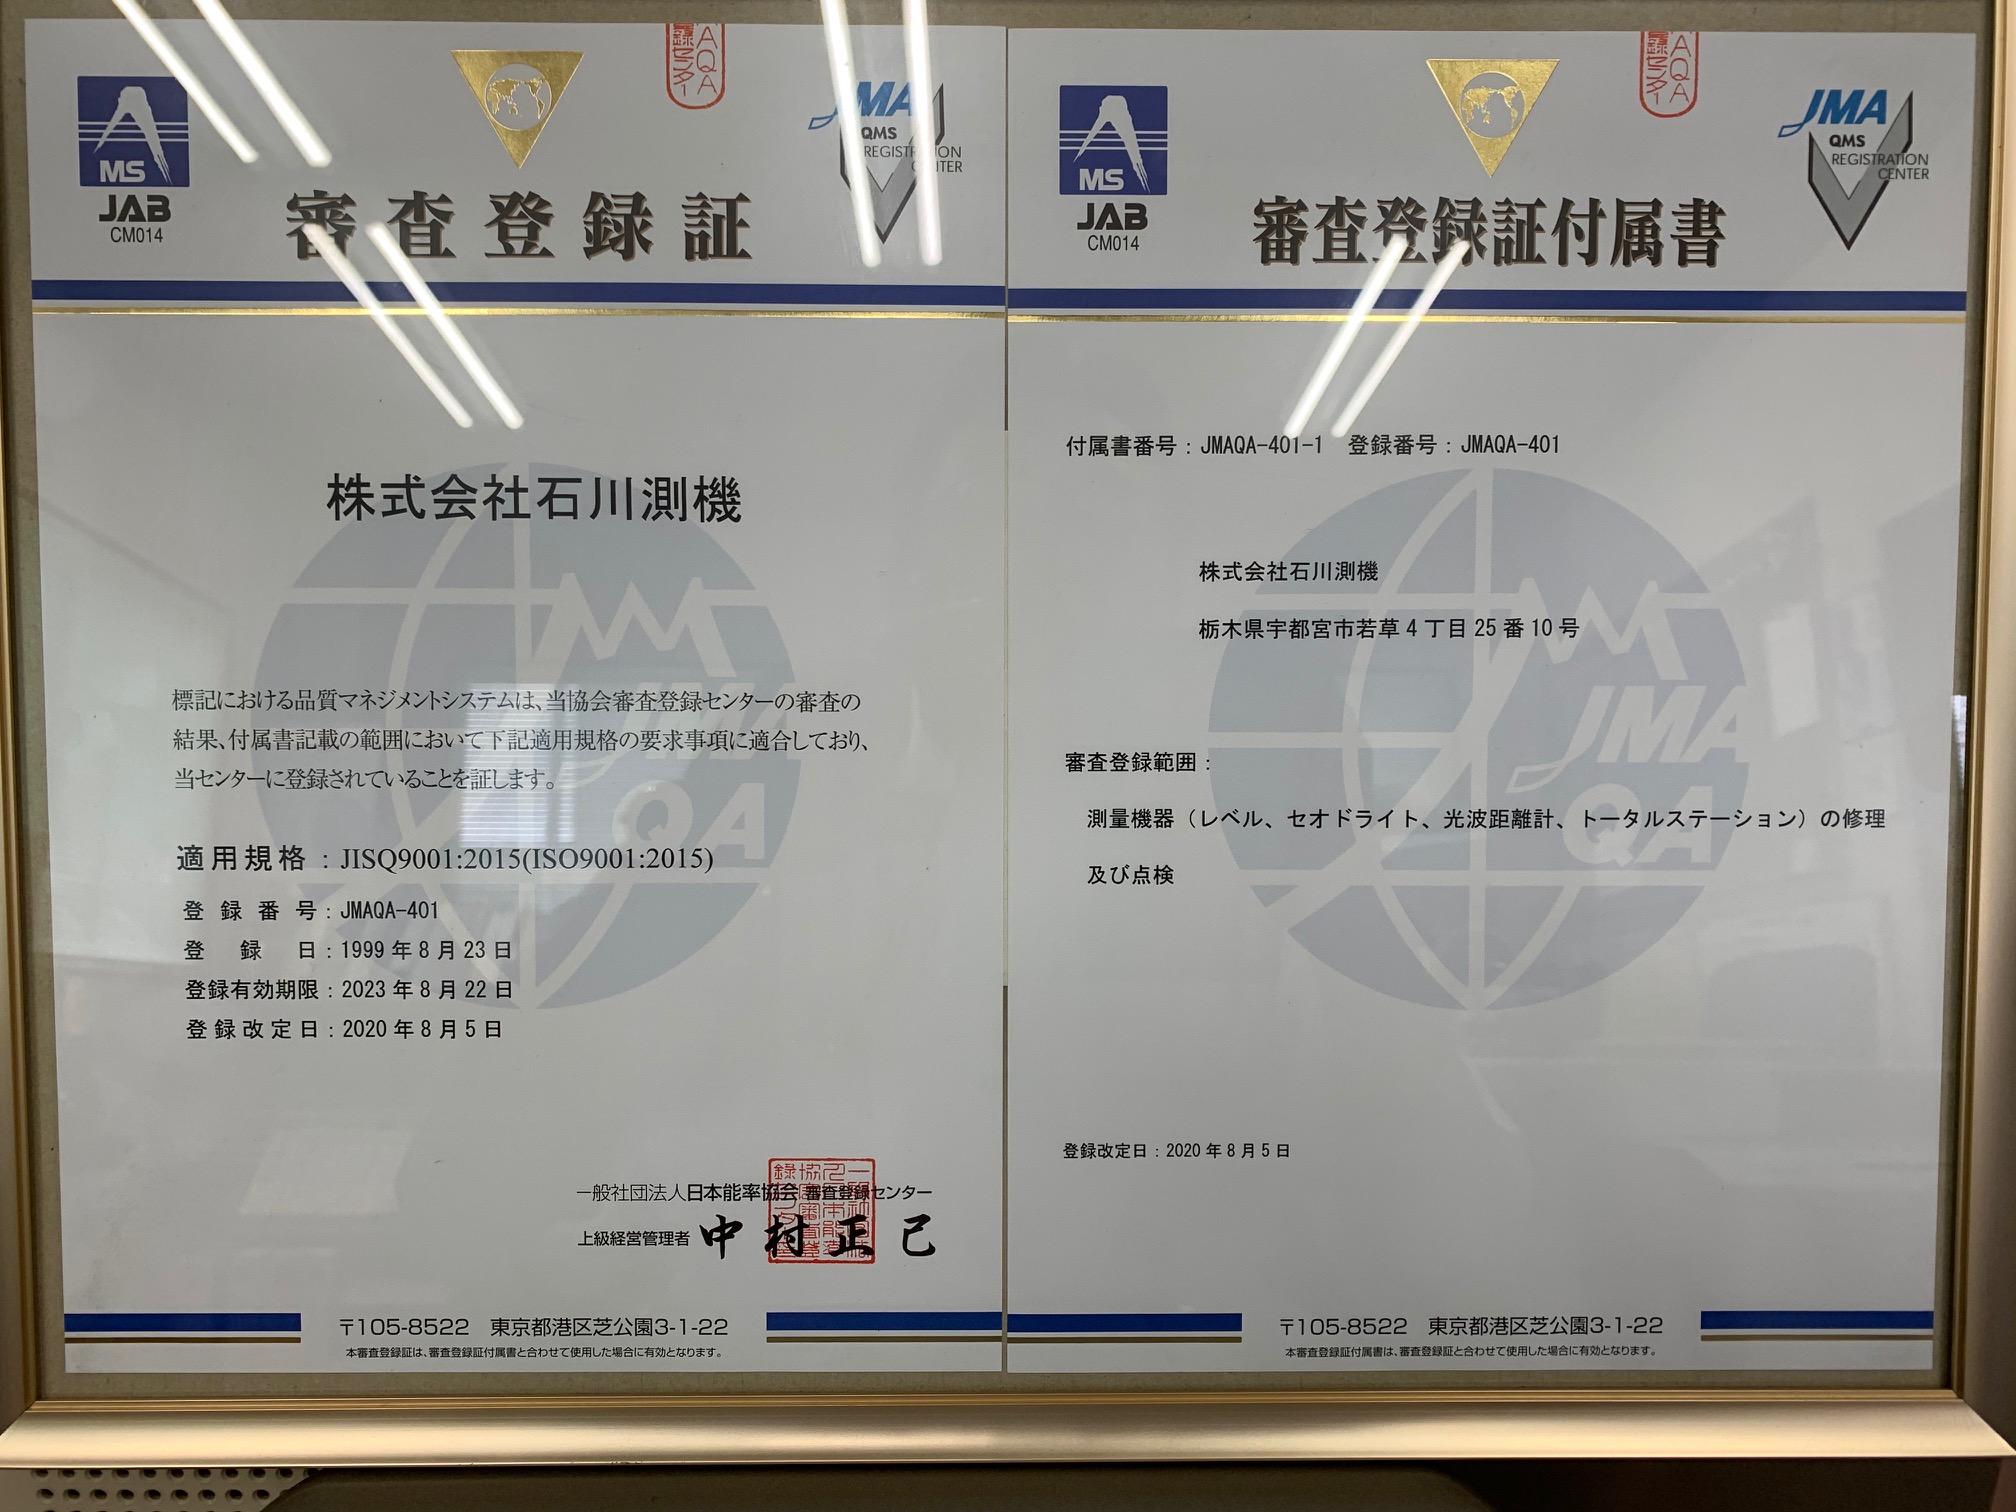 MS
JAB
CM014
AQA
録センター
JMA
QMS
REGISTRATION
CENTER
審査登録証
株式会社石川測機
標記における品質マネジメントシステムは、当協会審査登録センターの審査の
結果、付属書記載の範囲において下記適用規格の要求事項に適合しており、
当センターに登録されていることを証します。
JMA
QA
適用規格：JISQ9001:2015(ISO9001:2015)
登録番号：JMAQA-401
登録日：1999年8月23日
登録有効期限：2023年8月22日
登録改定日：2020年8月5日
一般社団法人日本能率協会 審査登録センター
上級経営管理者 中村正己
〒105-8522 東京都港区芝公園3-1-22
本審査登録証は、審査登録証付属書と合わせて使用した場合に有効となります。
MS
JAB
CM014
AQA
録センター
JMA
QMS
REGISTRATION
CENTER
審査登録証付属書
付属書番号：JMAQA-401-1 登録番号：JMAQA-401
株式会社石川測機
栃木県宇都宮市若草4丁目25番10号
JMA
QA
審査登録範囲：
測量機器（レベル、セオドライト、光波距離計、トータルステーション）の修理
及び点検
登録改定日：2020年8月5日
〒105-8522 東京都港区芝公園3-1-22
本審査登録証付属書は、審査登録証と合わせて使用した場合に有効となります。